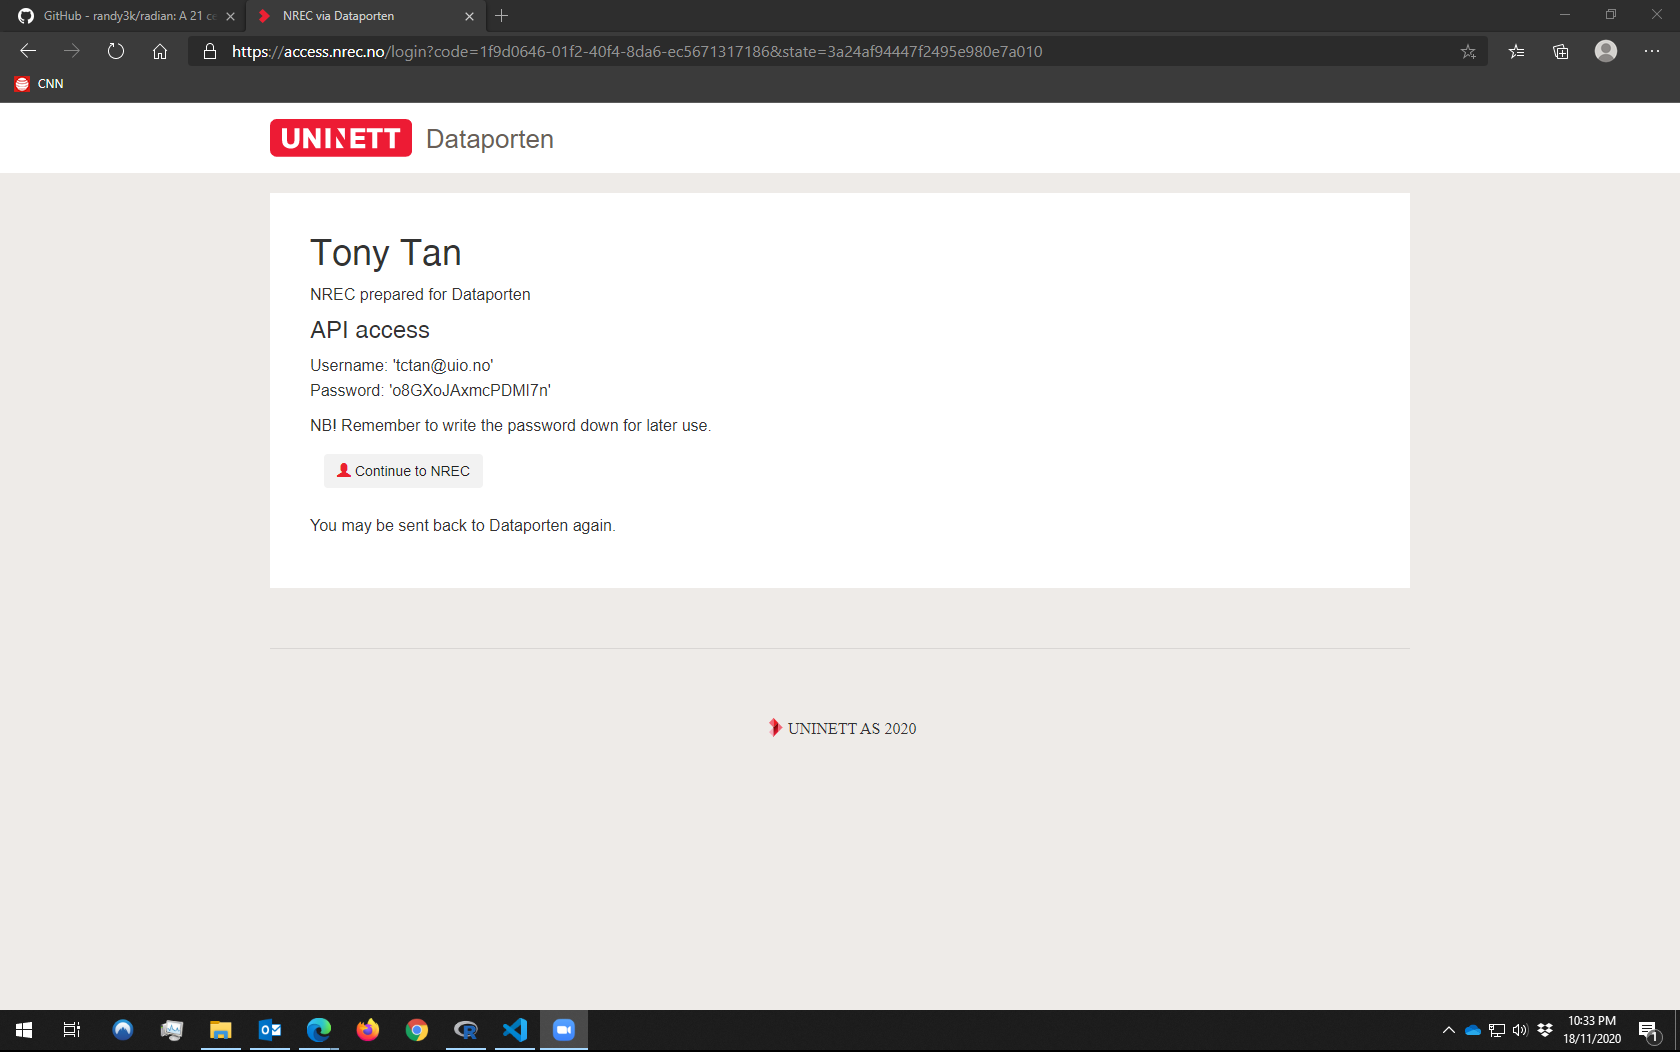 GitHub - randy3k/radian: A 21 ce
NREC via Dataporten
https://access.nrec.no/login?code=1f9d0646-01f2-40f4-8da6-ec5671317186&state=3a24af94447f2495e980e7a010
CNN
UNINETT Dataporten
Tony Tan
NREC prepared for Dataporten
API access
Username: 'tctan@uio.no'
Password: 'o8GXoJAxmcPDMl7n'
NB! Remember to write the password down for later use.
Continue to NREC
You may be sent back to Dataporten again.
UNINETT AS 2020
10:33 PM
18/11/2020
1